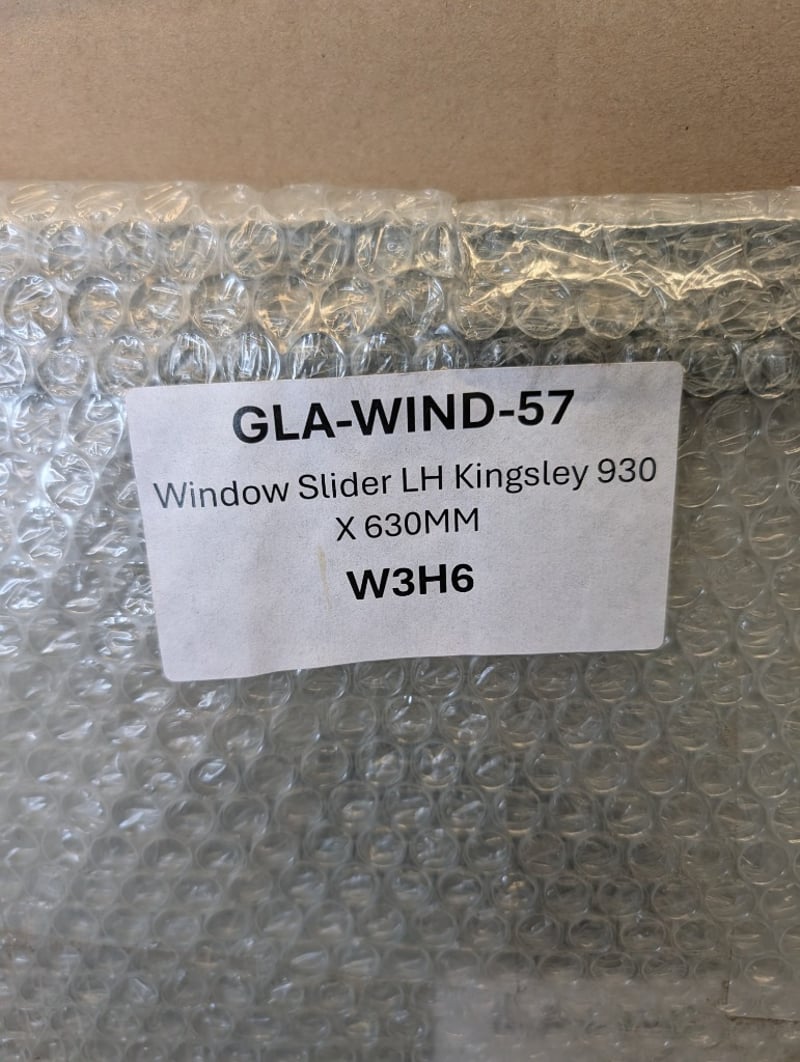 GLA-WIND-57
Window Slider LH Kingsley 930
X 630MM
W3H6